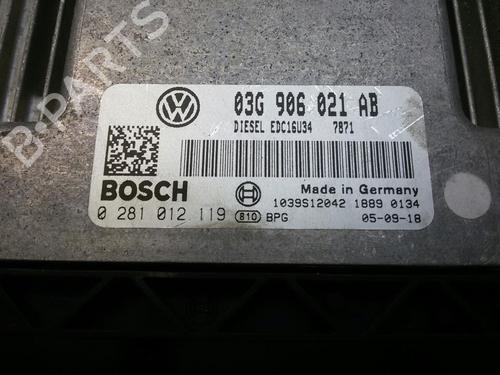 B-PARTS
03G 906 021 AB
DIESEL EDC16U34 7871
BOSCH
Made in Germany
1039S12042 1889 0134
0 281 012 119 810 BPG 05-09-18